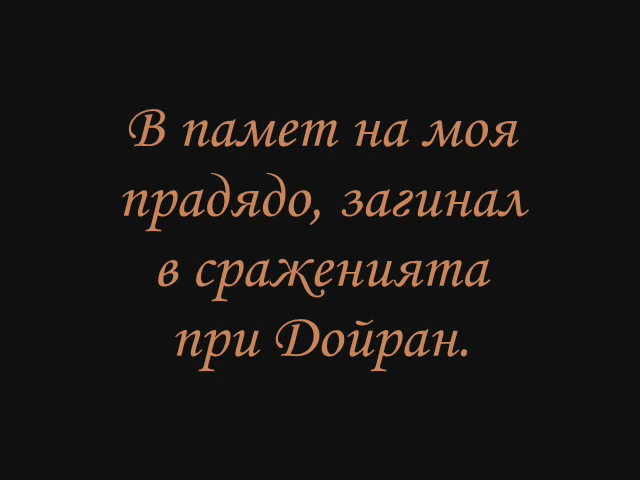 В памет на моя
прадядо, загинал
в сраженията
при Дойран.